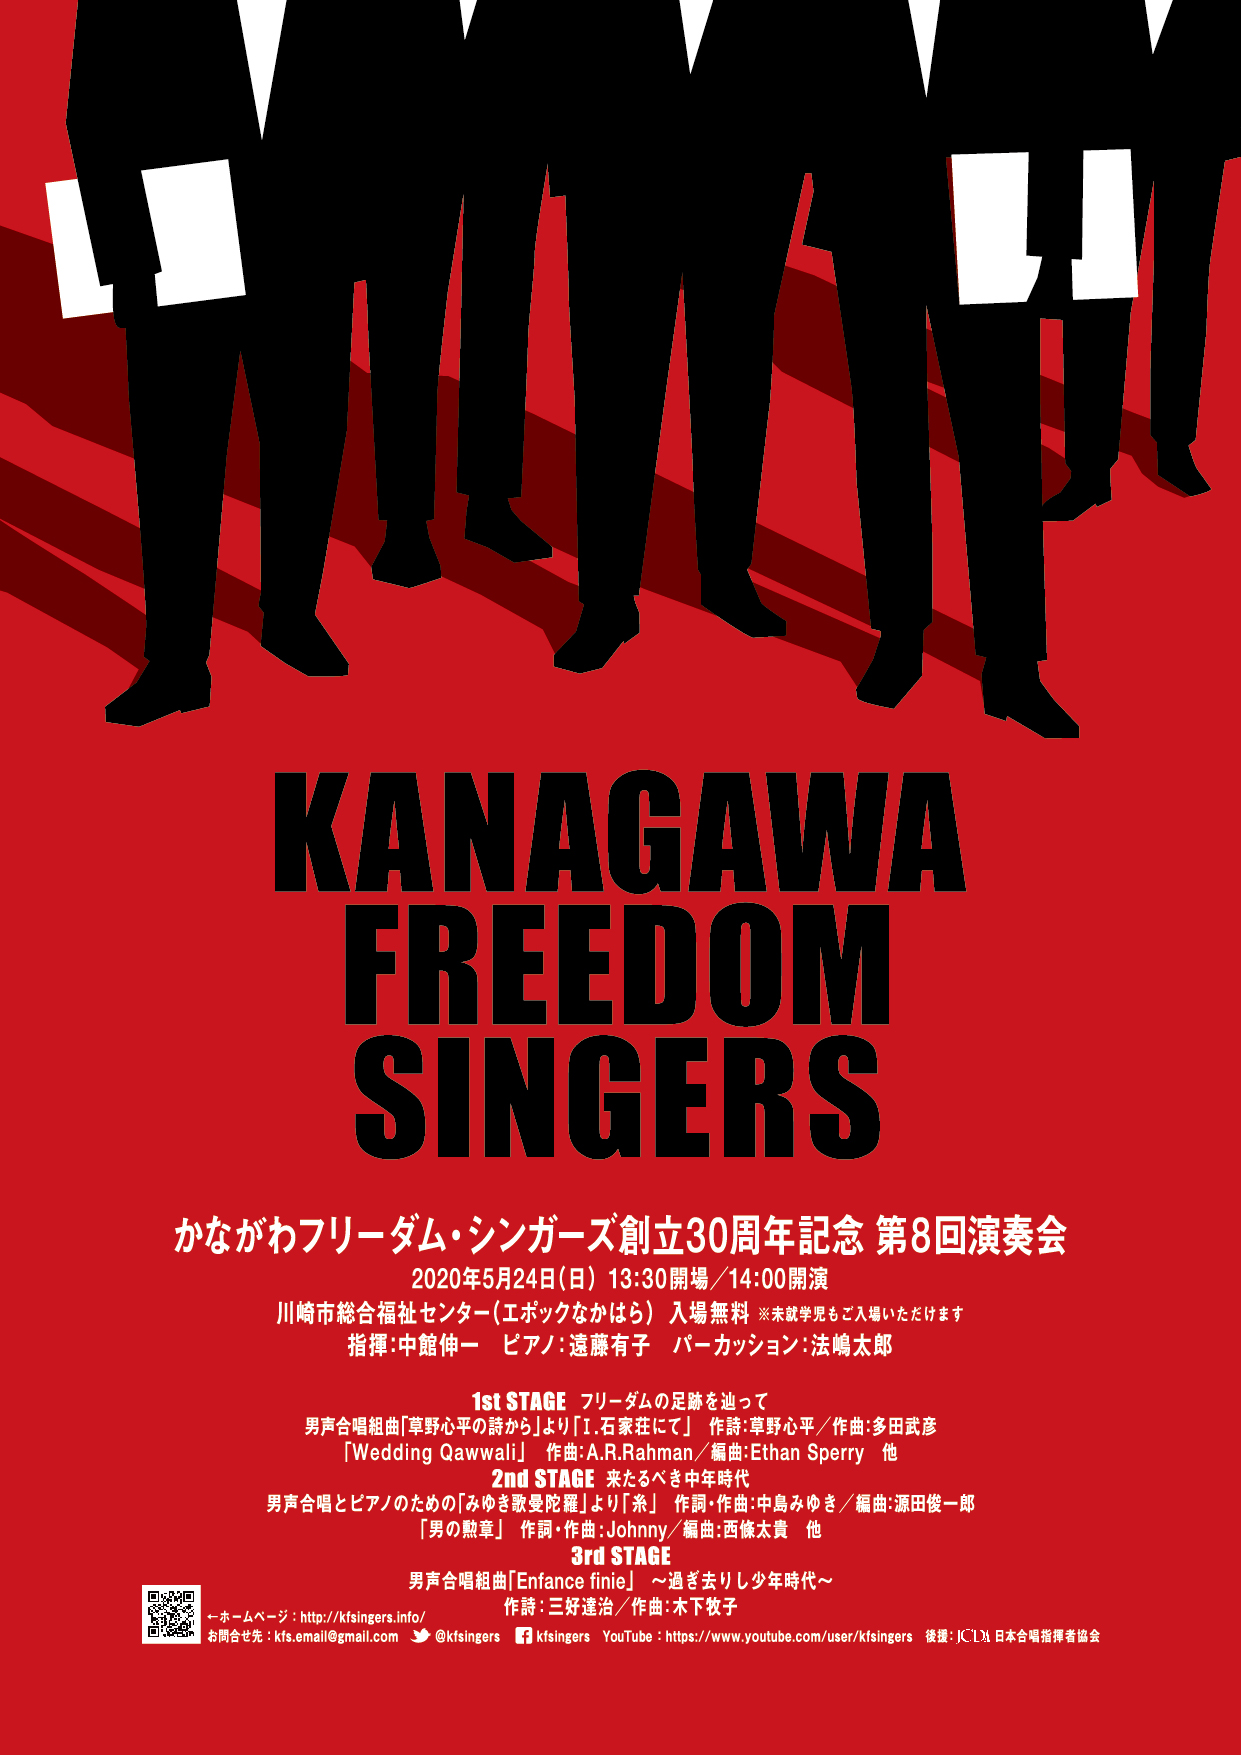 KANAGAWA
FREEDOM
SINGERS
かながわフリーダム・シンガーズ創立30周年記念 第8回演奏会
2020年5月24日(日) 13:30開場／14:00開演
川崎市総合福祉センター(エポックなかはら) 入場無料 ※未就学児もご入場いただけます
指揮:中館伸一　ピアノ:遠藤有子　パーカッション:法嶋太郎
1st STAGE フリーダムの足跡を辿って
男声合唱組曲「草野心平の詩から」より「Ⅰ.石家荘にて」 作詩:草野心平／作曲:多田武彦
「Wedding Qawwali」 作曲:A.R.Rahman／編曲:Ethan Sperry 他
2nd STAGE 来たるべき中年時代
男声合唱とピアノのための「みゆき歌曼陀羅」より「糸」 作詞・作曲:中島みゆき／編曲:源田俊一郎
「男の勲章」 作詞・作曲:Johnny／編曲:西條太貴 他
3rd STAGE
男声合唱組曲「Enfance finie」 〜過ぎ去りし少年時代〜
作詩:三好達治／作曲:木下牧子
←ホームページ：http://kfsingers.info/
お問合せ先：kfs.email@gmail.com @kfsingers kfsingers YouTube：https://www.youtube.com/user/kfsingers 後援：JCDA 日本合唱指揮者協会